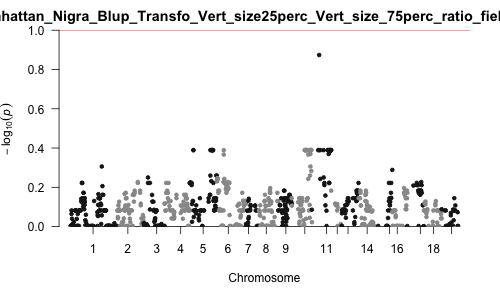 hattan_Nigra_Blup_Transfo_Vert_size25perc_Vert_size_75perc_ratio_fiel
1.0
0.8
0.6
0.4
0.2
0.0
− log10(p)
1 2 3 4 5 6 7 8 9 11 14 16 18
Chromosome